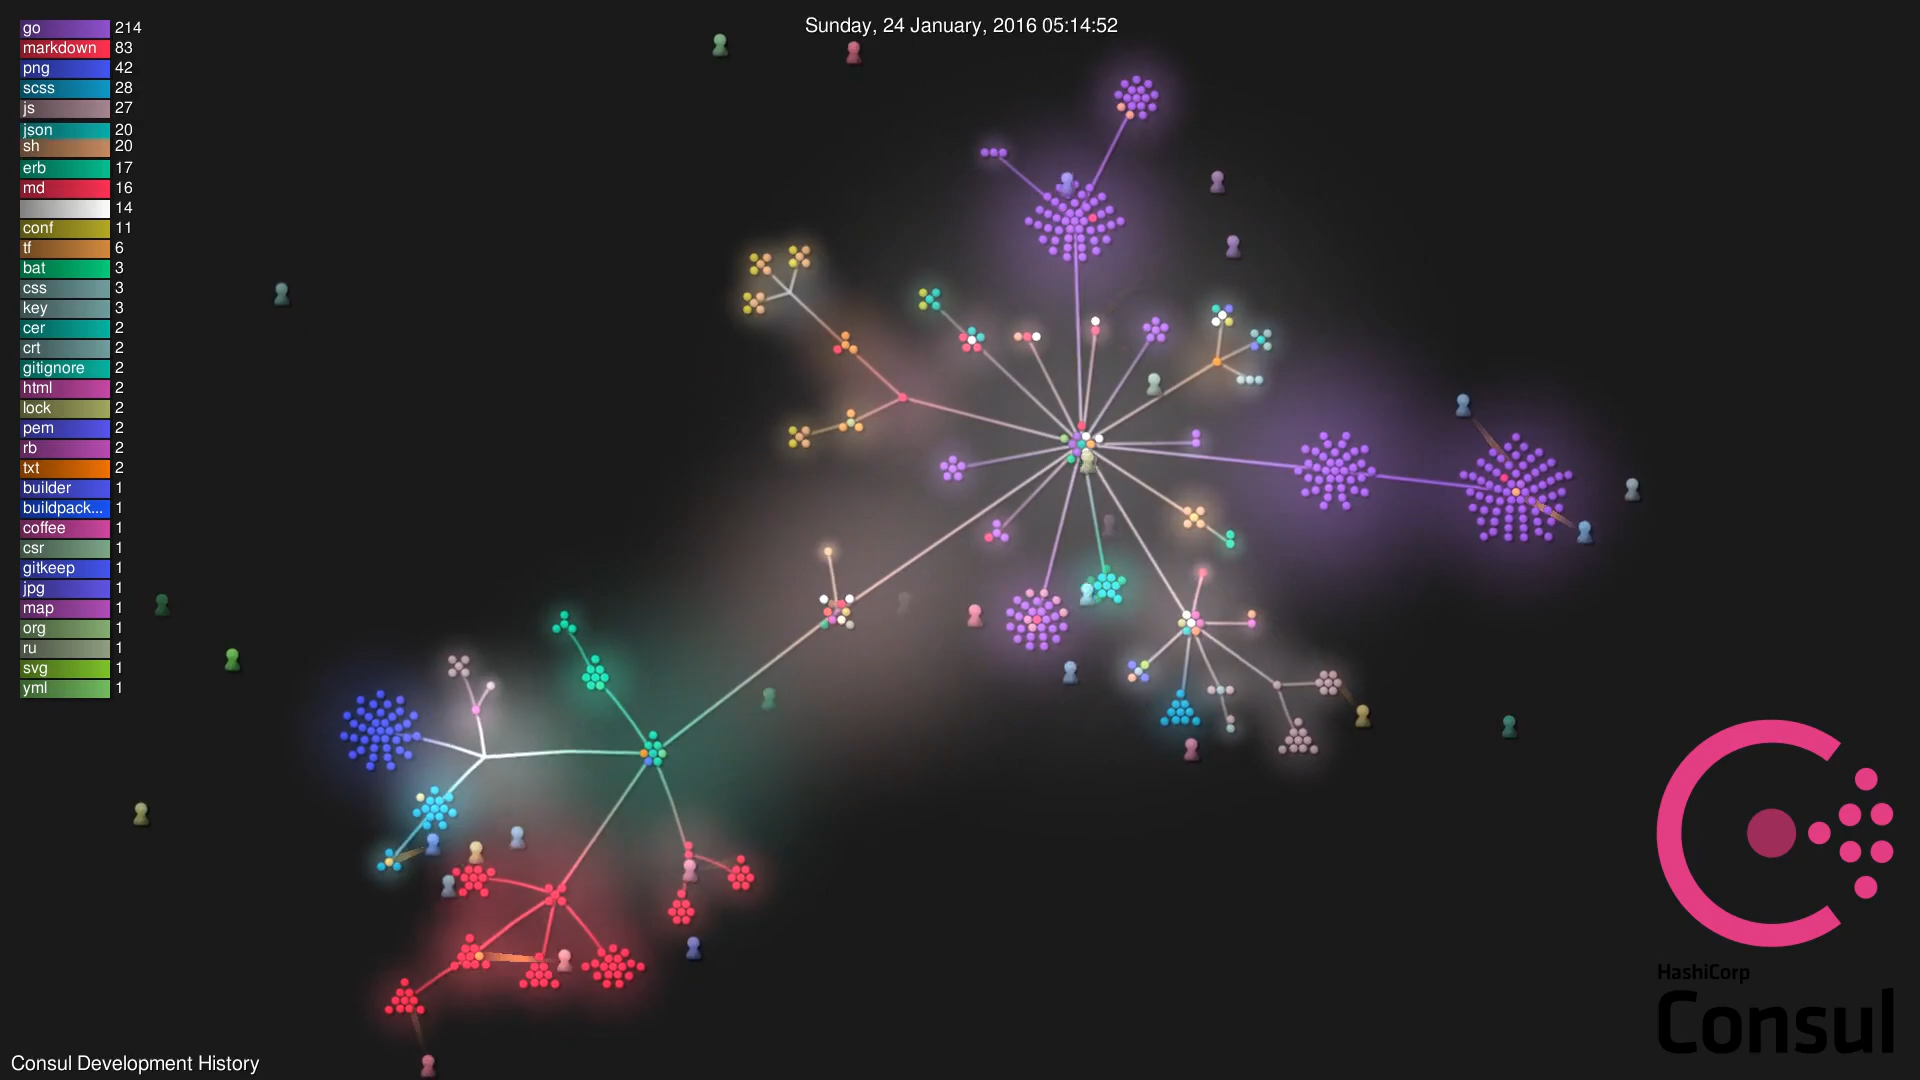 Sunday, 24 January, 2016 05:14:52
go 214
markdown 83
png 42
scss 28
js 27
json 20
sh 20
erb 17
md 16
14
conf 11
tf 6
bat 3
css 3
key 3
cer 2
crt 2
gitignore 2
html 2
lock 2
pem 2
rb 2
txt 2
builder 1
buildpack... 1
coffee 1
csr 1
gitkeep 1
jpg 1
map 1
org 1
ru 1
svg 1
yml 1
HashiCorp
Consul
Consul Development History